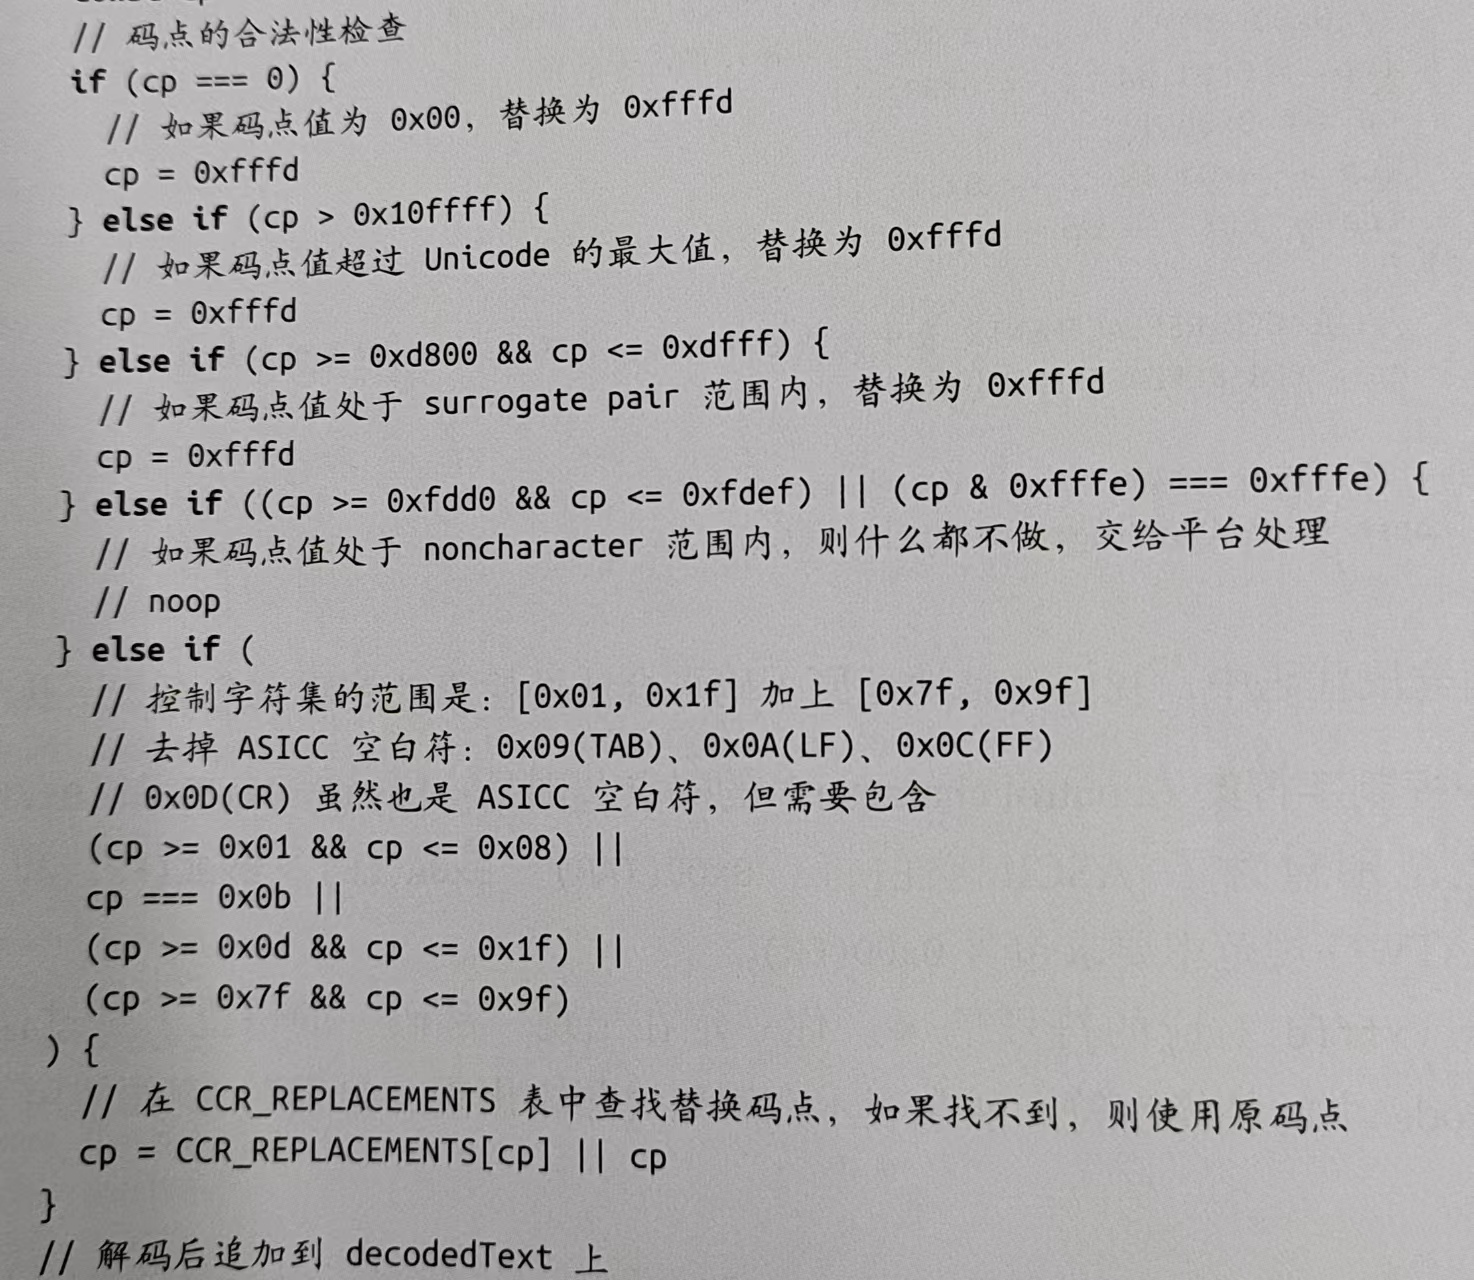 // 码点的合法性检查
if (cp === 0) {
// 如果码点值为 0x00，替换为 0xfffd
cp = 0xfffd
} else if (cp > 0x10ffff) {
// 如果码点值超过 Unicode 的最大值，替换为 0xfffd
cp = 0xfffd
} else if (cp >= 0xd800 && cp <= 0xdfff) {
// 如果码点值处于 surrogate pair 范围内，替换为 0xfffd
cp = 0xfffd
} else if ((cp >= 0xfdd0 && cp <= 0xfdef) || (cp & 0xfffe) === 0xfffe) {
// 如果码点值处于 noncharacter 范围内，则什么都不做，交给平台处理
// noop
} else if (
// 控制字符集的范围是：[0x01, 0x1f] 加上 [0x7f, 0x9f]
// 去掉 ASICC 空白符：0x09(TAB)、0x0A(LF)、0x0C(FF)
// 0x0D(CR) 虽然也是 ASICC 空白符，但需要包含
(cp >= 0x01 && cp <= 0x08) ||
cp === 0x0b ||
(cp >= 0x0d && cp <= 0x1f) ||
(cp >= 0x7f && cp <= 0x9f)
) {
// 在 CCR_REPLACEMENTS 表中查找替换码点，如果找不到，则使用原码点
cp = CCR_REPLACEMENTS[cp] || cp
}
// 解码后追加到 decodedText 上